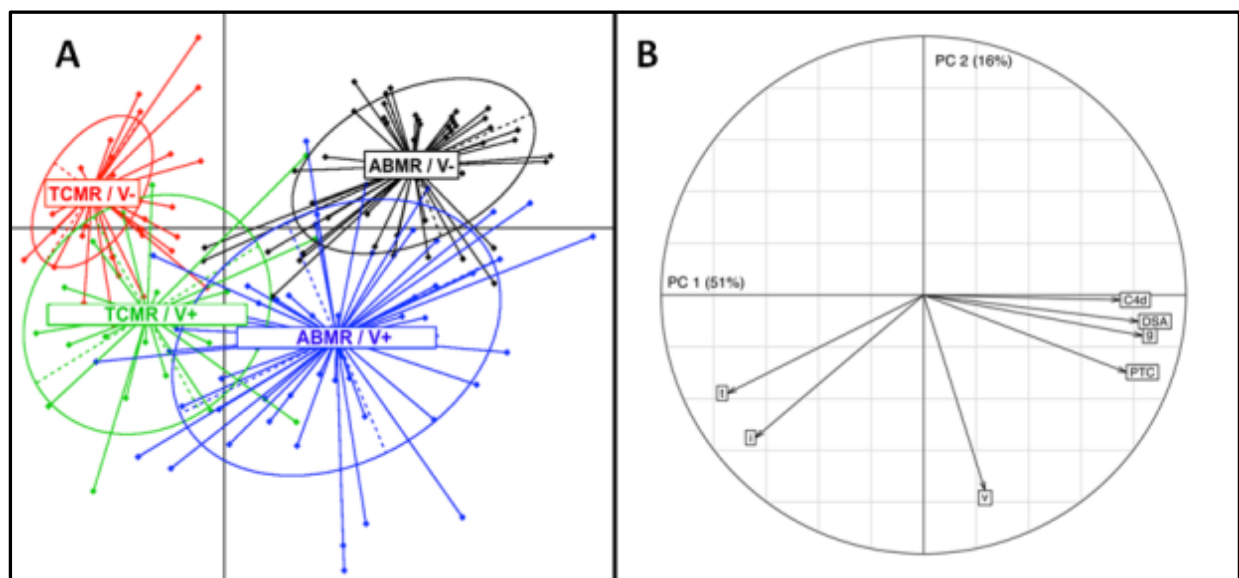 A
TCMR / V-
ABMR / V-
TCMR / V+
ABMR / V+
B
PC 2 (16%)
PC 1 (51%)
C4d
DSA
g
PTC
t
i
v